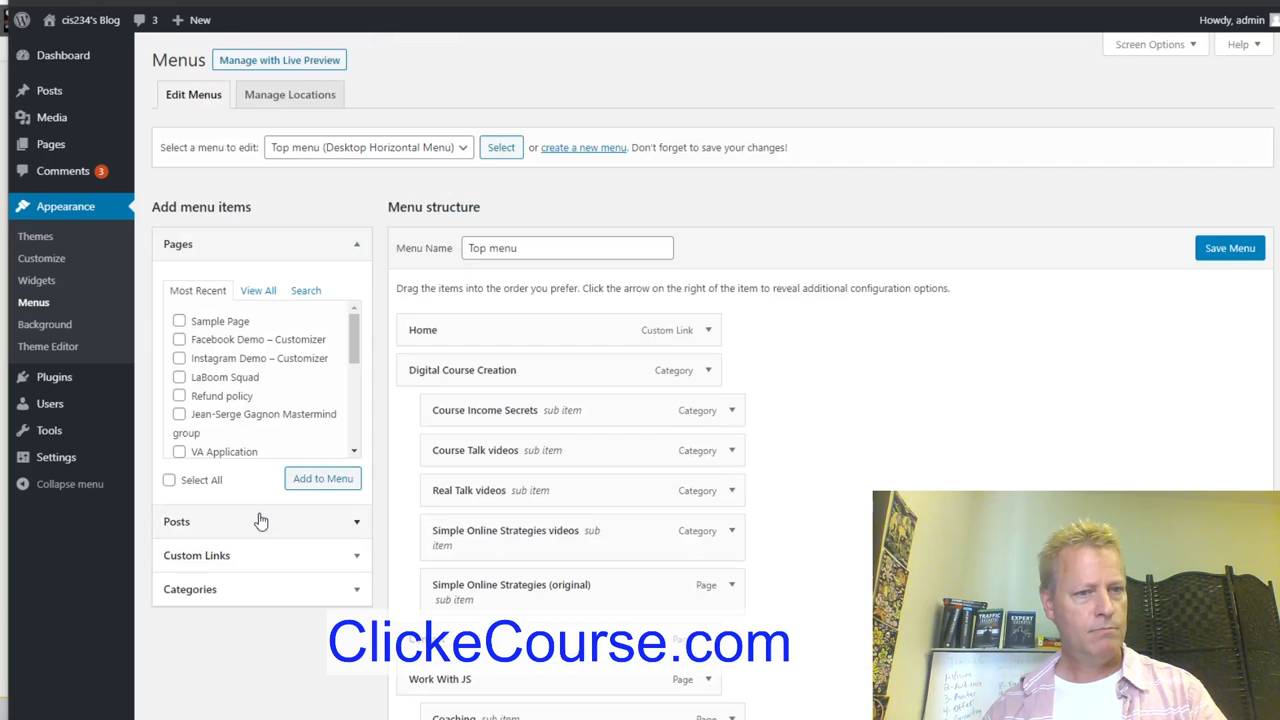 cis234's Blog
3
New
Howdy, admin
Dashboard
Posts
Media
Pages
Comments 3
Appearance
Themes
Customize
Widgets
Menus
Background
Theme Editor
Plugins
Users
Tools
Settings
Collapse menu
Menus
Manage with Live Preview
Screen Options
Help
Edit Menus
Manage Locations
Select a menu to edit:
Top menu (Desktop Horizontal Menu)
Select
or create a new menu. Don't forget to save your changes!
Add menu items
Pages
Most Recent
View All
Search
Sample Page
Facebook Demo – Customizer
Instagram Demo – Customizer
LaBoom Squad
Refund policy
Jean-Serge Gagnon Mastermind
group
VA Application
Select All
Add to Menu
Posts
Custom Links
Categories
Menu structure
Menu Name
Top menu
Save Menu
Drag the items into the order you prefer. Click the arrow on the right of the item to reveal additional configuration options.
Home Custom Link
Digital Course Creation Category
Course Income Secrets sub item Category
Course Talk videos sub item Category
Real Talk videos sub item Category
Simple Online Strategies videos sub Category
item
Simple Online Strategies (original) Page
sub item
ClickeCourse.com
Work With JS Page
Coaching sub item Page
TRAFFIC
SECRETS
EXPERT
SECRETS